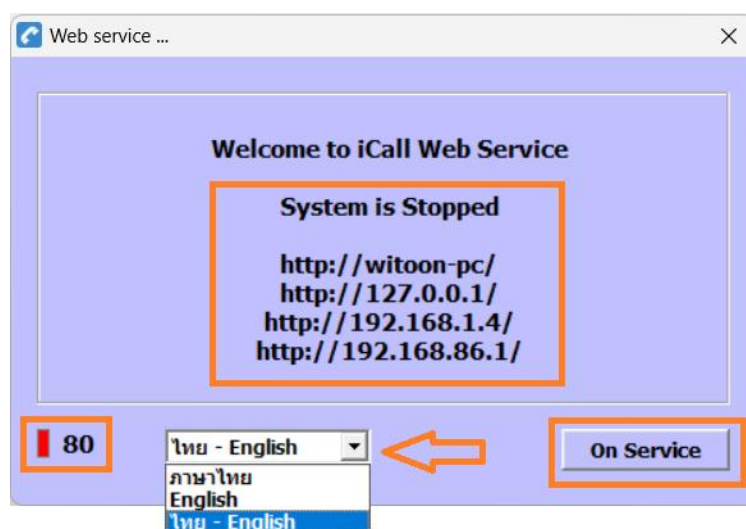 Web service ...
Welcome to iCall Web Service
System is Stopped
http://witoon-pc/
http://127.0.0.1/
http://192.168.1.4/
http://192.168.86.1/
80
ไทย - English
On Service
ภาษาไทย
English
ไทย - English